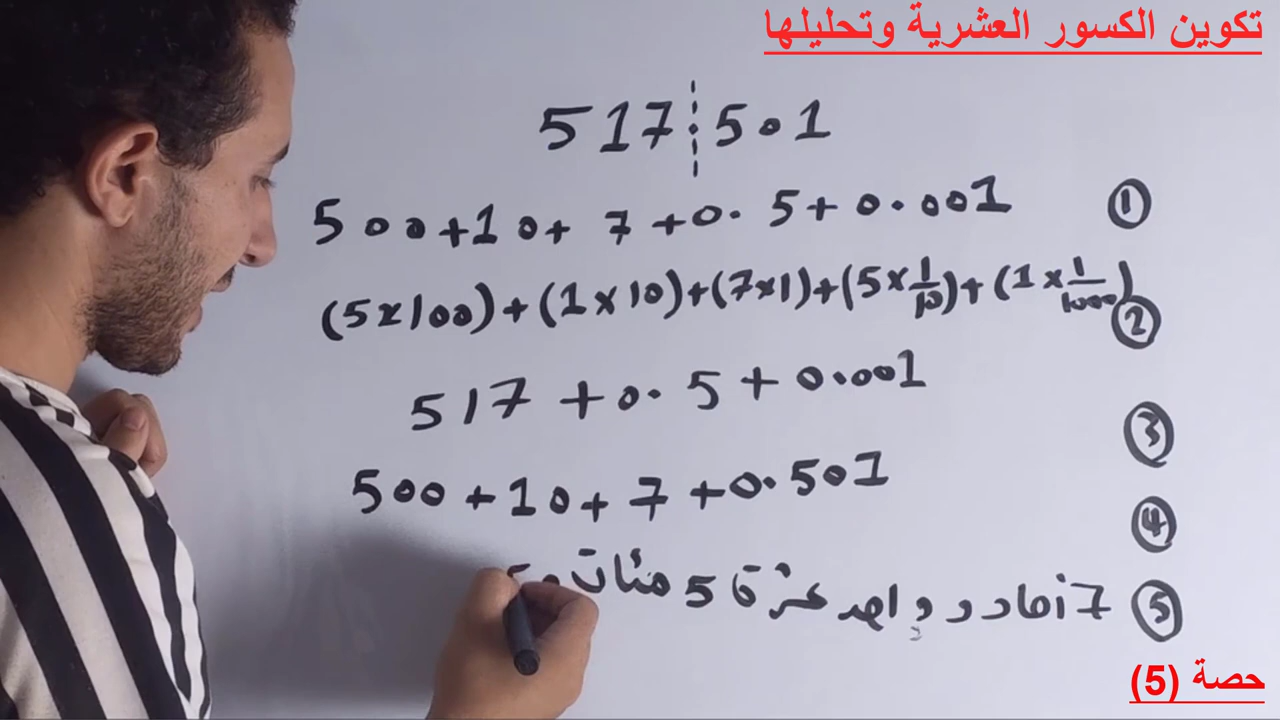 تكوين الكسور العشرية وتحليلها
517.501
500+10+7+0.5+0.001 ①
(5×100)+(1×10)+(7×1)+(5×1/10)+(1×1/1000) ②
517+0.5+0.001 ③
500+10+7+0.501 ④
⑤ 7 أحاد و واحد عشرة 5 مئات و 5
حصة (5)